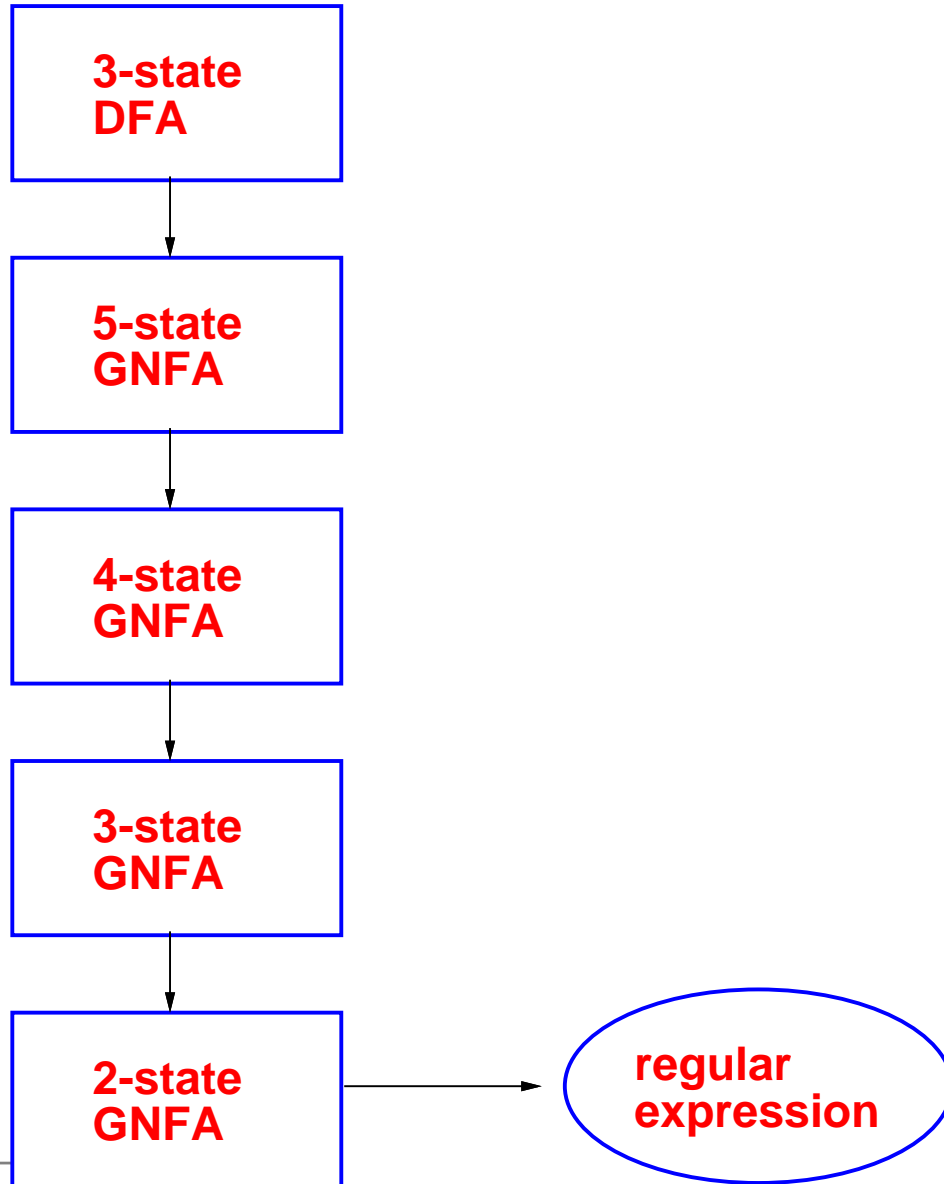 3-state
DFA
5-state
GNFA
4-state
GNFA
3-state
GNFA
2-state
GNFA
regular
expression